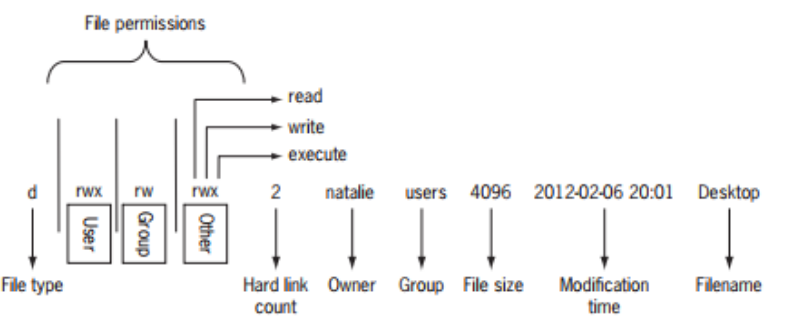 File permissions
read
write
execute
d rwx rw rwx 2 natalie users 4096 2012-02-06 20:01 Desktop
User Group Other
File type Hard link count Owner Group File size Modification time Filename